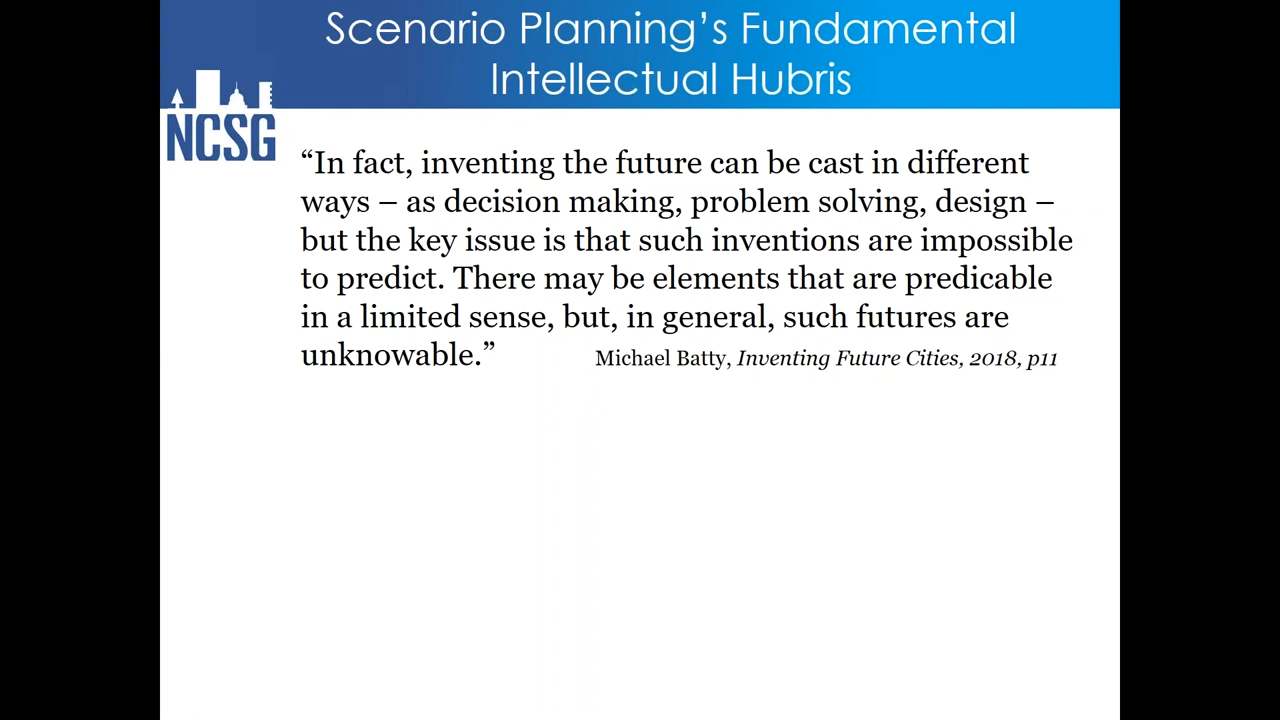 Scenario Planning’s Fundamental
Intellectual Hubris
NCSG
“In fact, inventing the future can be cast in different
ways – as decision making, problem solving, design –
but the key issue is that such inventions are impossible
to predict. There may be elements that are predicable
in a limited sense, but, in general, such futures are
unknowable.” Michael Batty, Inventing Future Cities, 2018, p11